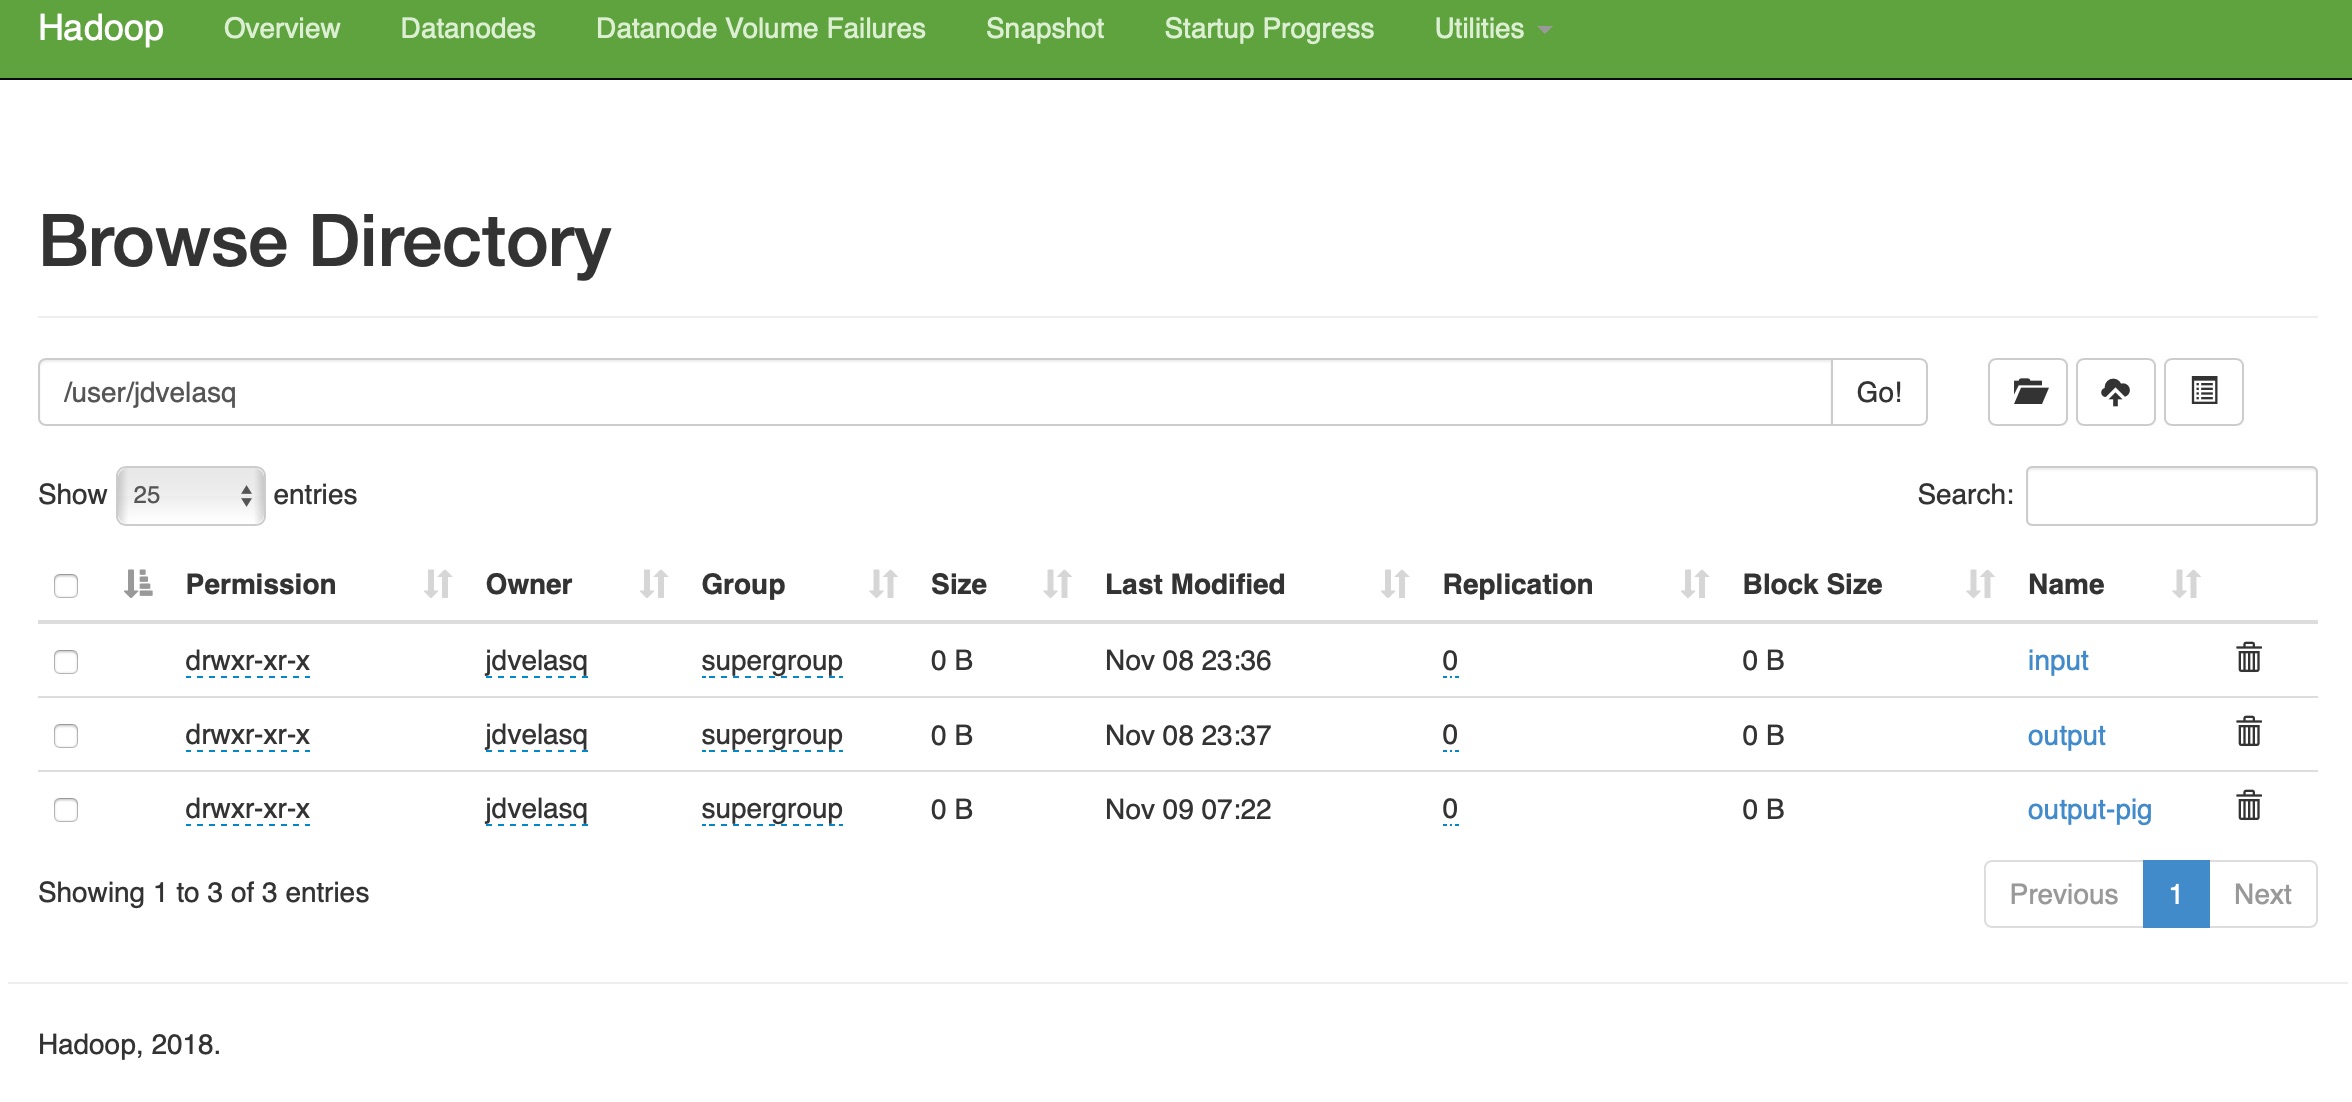 Hadoop Overview Datanodes Datanode Volume Failures Snapshot Startup Progress Utilities
Browse Directory
/user/jdvelasq Go!
Show 25 entries Search:
Permission Owner Group Size Last Modified Replication Block Size Name
drwxr-xr-x jdvelasq supergroup 0 B Nov 08 23:36 0 0 B input
drwxr-xr-x jdvelasq supergroup 0 B Nov 08 23:37 0 0 B output
drwxr-xr-x jdvelasq supergroup 0 B Nov 09 07:22 0 0 B output-pig
Showing 1 to 3 of 3 entries Previous 1 Next
Hadoop, 2018.